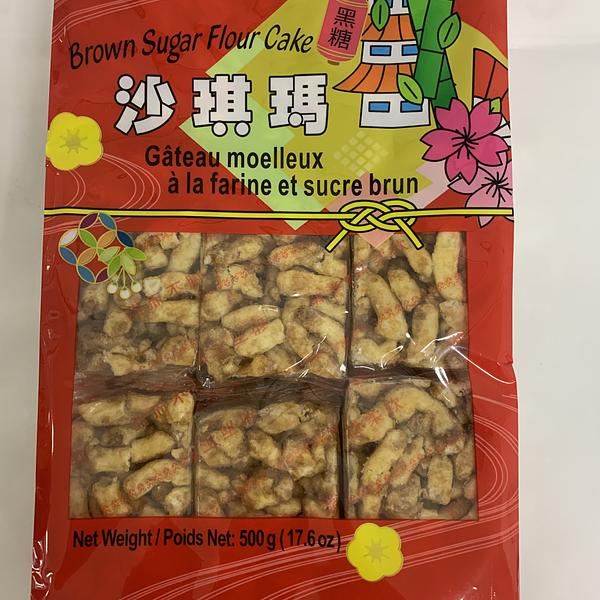 Brown Sugar Flour Cake
黑糖
沙琪瑪
Gâteau moelleux
à la farine et sucre brun
Net Weight / Poids Net: 500 g ( 17.6 oz )